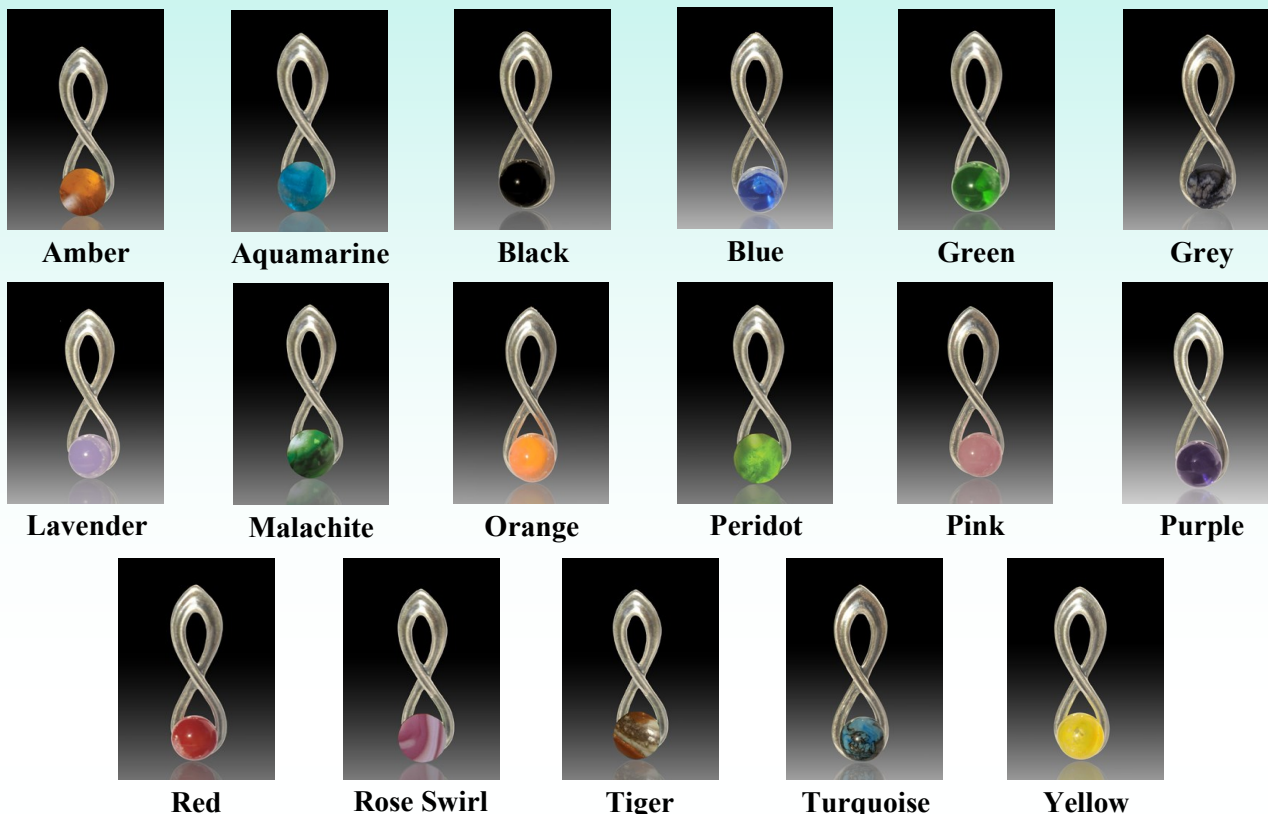 Amber Aquamarine Black Blue Green Grey
Lavender Malachite Orange Peridot Pink Purple
Red Rose Swirl Tiger Turquoise Yellow